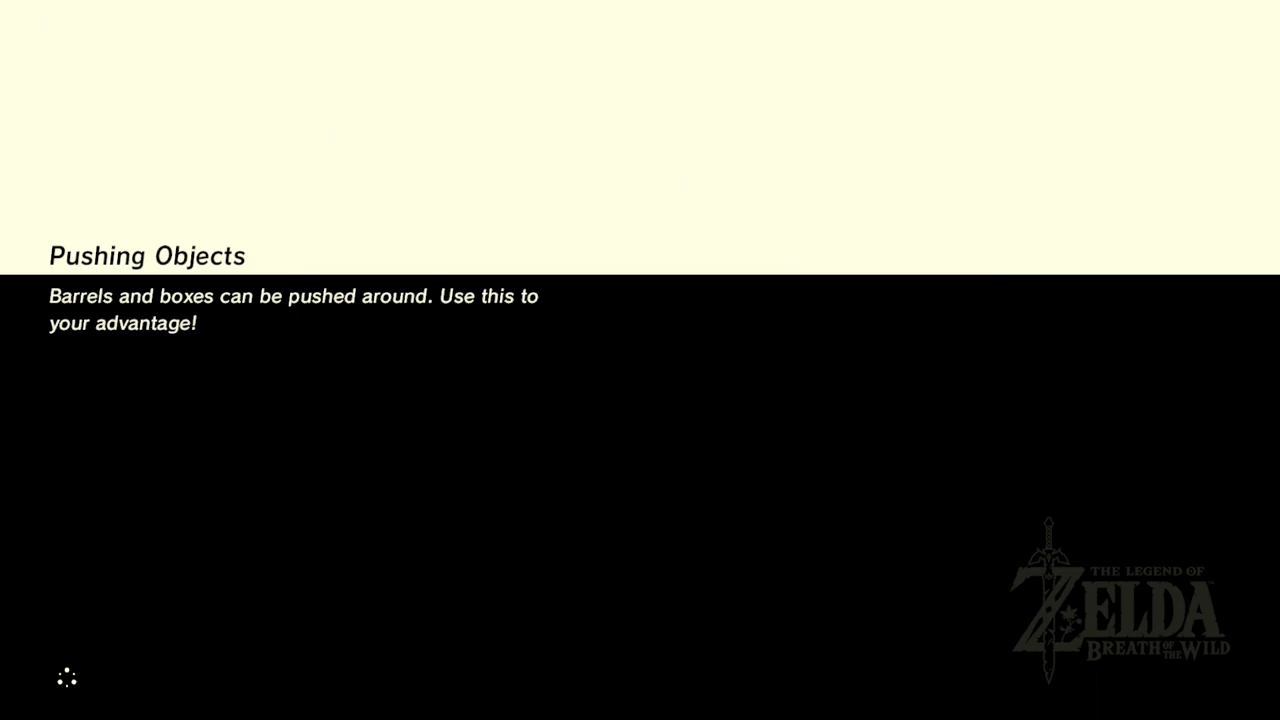 Pushing Objects
Barrels and boxes can be pushed around. Use this to
your advantage!
THE LEGEND OF
ZELDA
BREATH OF THE WILD